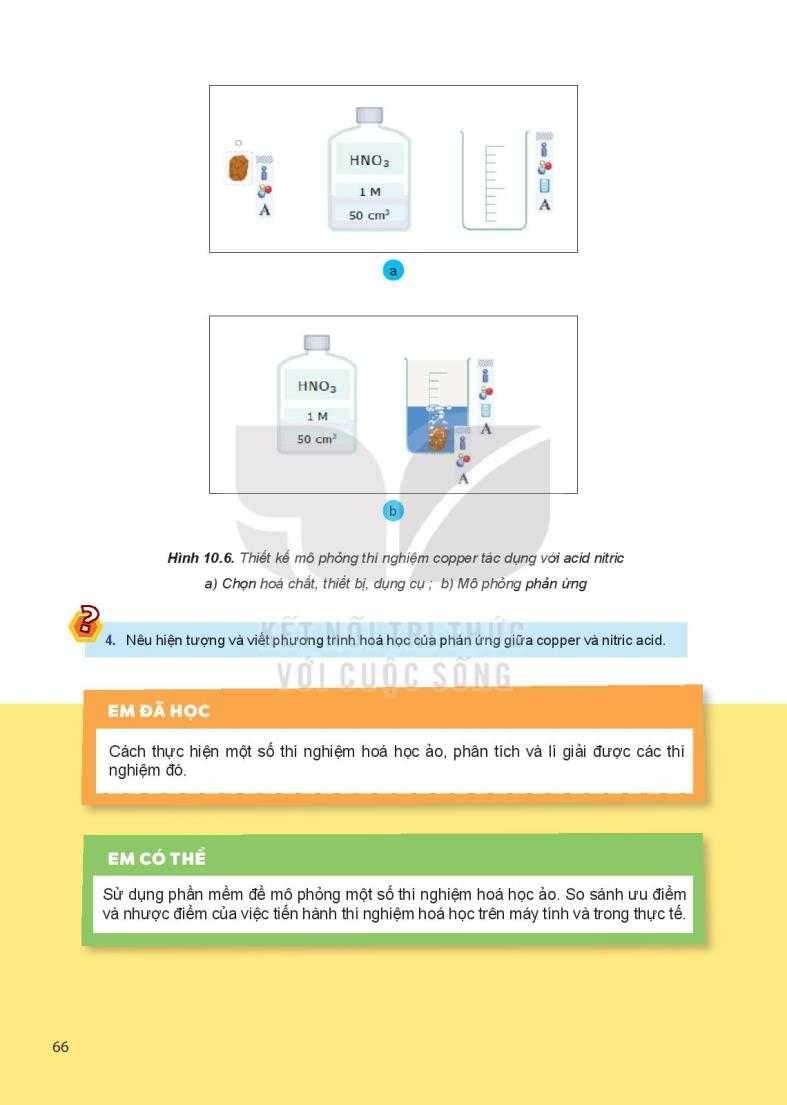 HNO₃
1 M
50 cm³
A
A
a
HNO₃
1 M
50 cm³
A
A
b
Hình 10.6. Thiết kế mô phỏng thí nghiệm copper tác dụng với acid nitric
a) Chọn hoá chất, thiết bị, dụng cụ ; b) Mô phỏng phản ứng
?
4. Nêu hiện tượng và viết phương trình hoá học của phản ứng giữa copper và nitric acid.
KẾT NỐI TRI THỨC
VỚI CUỘC SỐNG
EM ĐÃ HỌC
Cách thực hiện một số thí nghiệm hoá học ảo, phân tích và lí giải được các thí
nghiệm đó.
EM CÓ THỂ
Sử dụng phần mềm để mô phỏng một số thí nghiệm hoá học ảo. So sánh ưu điểm
và nhược điểm của việc tiến hành thí nghiệm hoá học trên máy tính và trong thực tế.
66